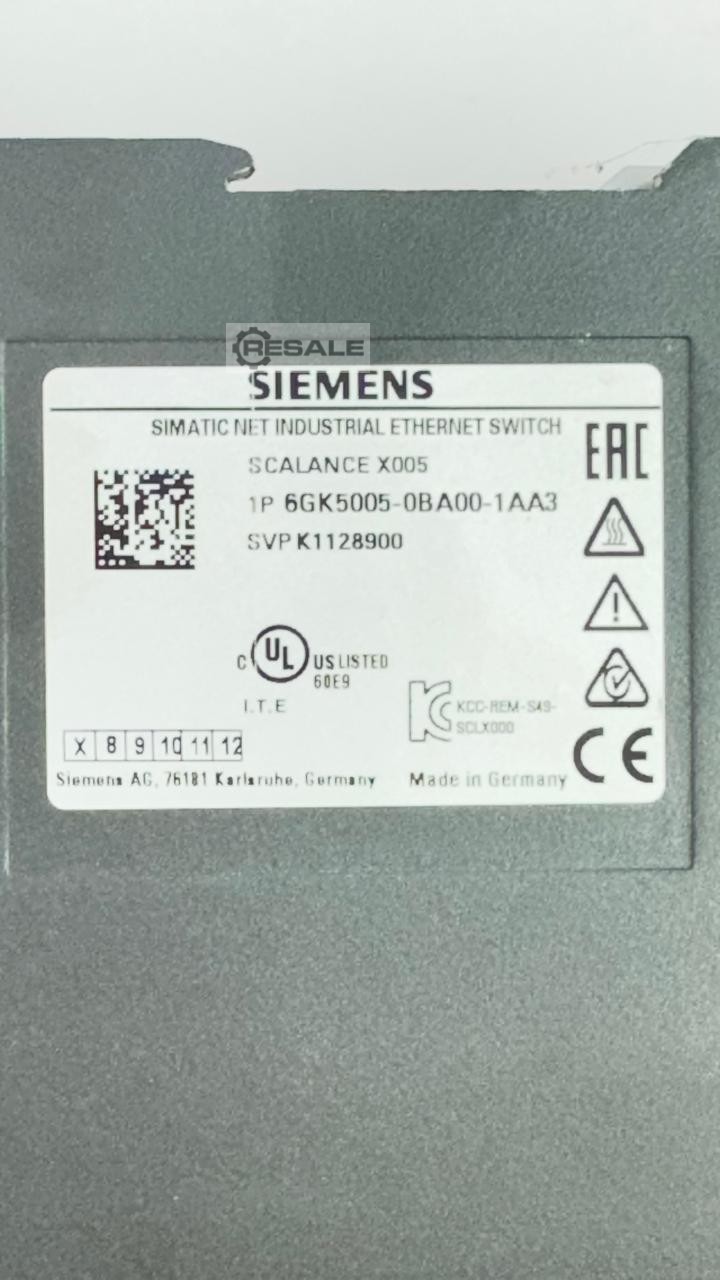 RESALE
SIEMENS
SIMATIC NET INDUSTRIAL ETHERNET SWITCH
SCALANCE X005
EAC
1P 6GK5005-0BA00-1AA3
SVP K1128900
C UL US LISTED
60E9
I.T.E
KCC-REM-S49-
SCLX000
X 8 9 10 11 12
CE
Siemens AG, 76181 Karlsruhe, Germany Made in Germany